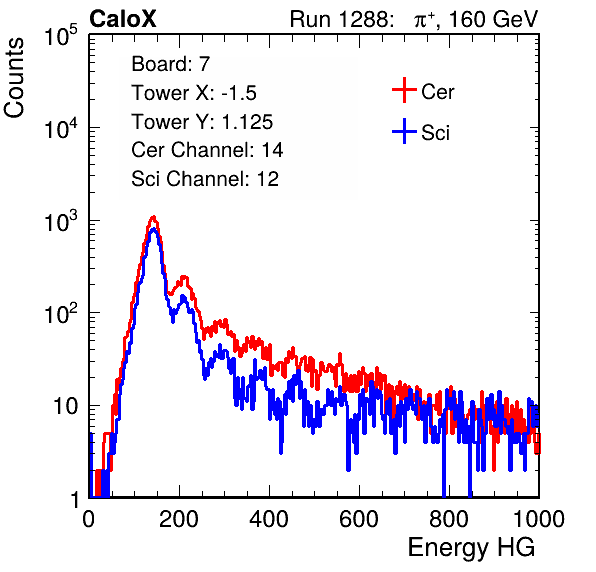 CaloX Run 1288: π⁺, 160 GeV
Counts
10⁵
10⁴
10³
10²
10
1
Board: 7
Tower X: -1.5
Tower Y: 1.125
Cer Channel: 14
Sci Channel: 12
Cer
Sci
0 200 400 600 800 1000
Energy HG